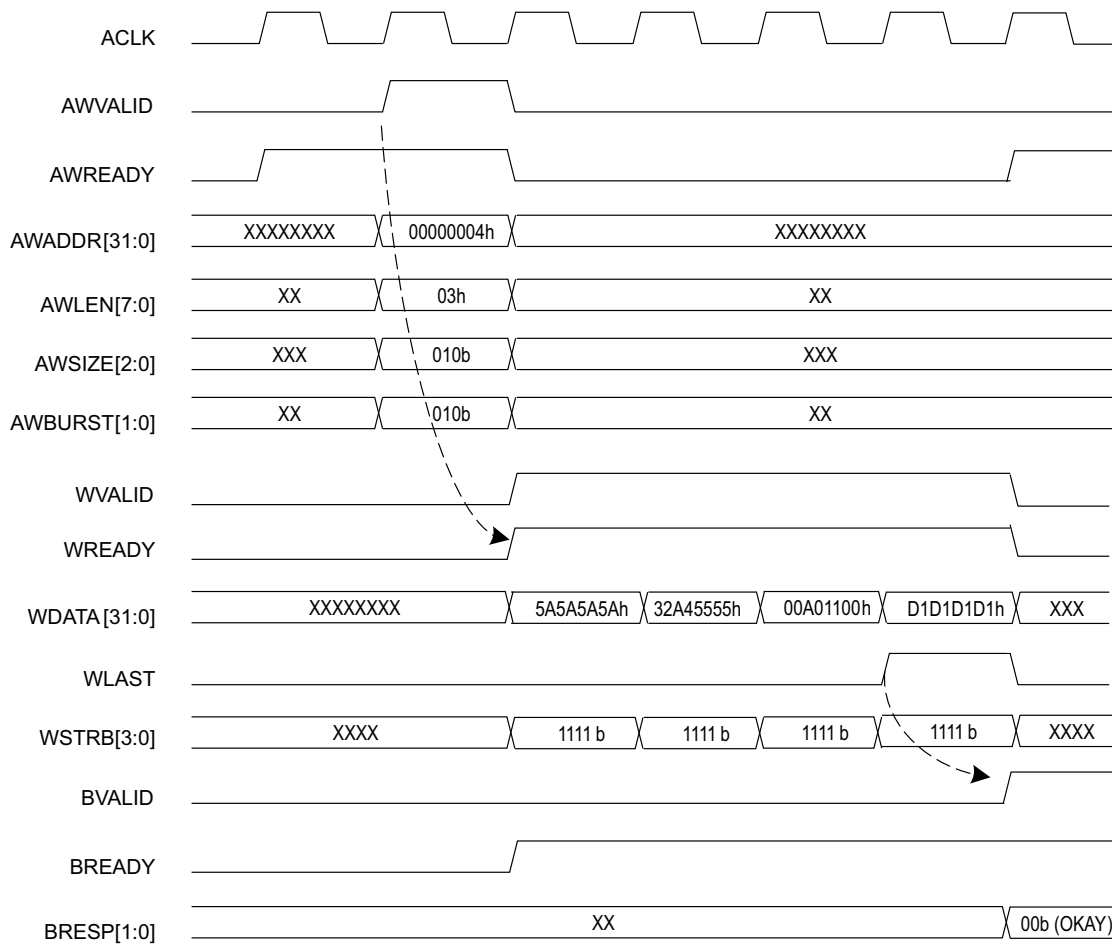 ACLK
AWVALID
AWREADY
AWADDR[31:0] XXXXXXXX 00000004h XXXXXXXX
AWLEN[7:0] XX 03h XX
AWSIZE[2:0] XXX 010b XXX
AWBURST[1:0] XX 010b XX
WVALID
WREADY
WDATA[31:0] XXXXXXXX 5A5A5A5Ah 32A45555h 00A01100h D1D1D1D1h XXX
WLAST
WSTRB[3:0] XXXX 1111 b 1111 b 1111 b 1111 b XXXX
BVALID
BREADY
BRESP[1:0] XX 00b (OKAY)